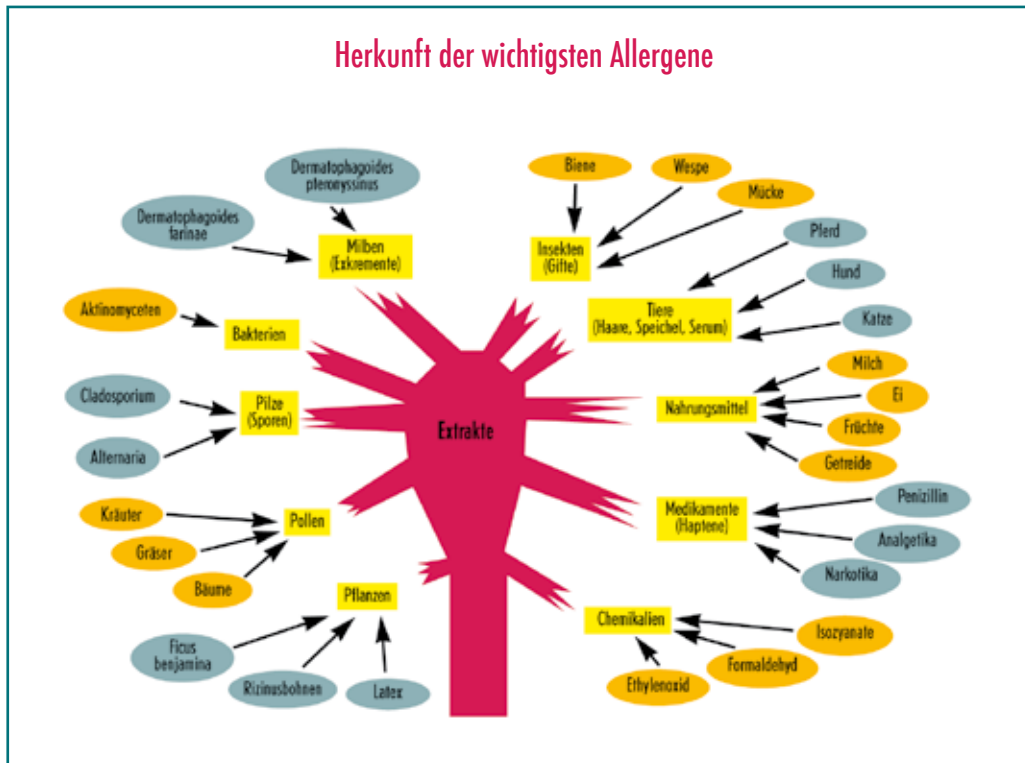 Herkunft der wichtigsten Allergene
Dermatophagoides
pteronyssinus
Dermatophagoides
farinae
Milben
(Exkremente)
Aktinomyceten
Bakterien
Cladosporium
Pilze
(Sporen)
Alternaria
Kräuter
Pollen
Gräser
Bäume
Pflanzen
Ficus
benjamina
Rizinusbohnen
Latex
Extrakte
Biene
Wespe
Mücke
Insekten
(Gifte)
Pferd
Hund
Tiere
(Haare, Speichel, Serum)
Katze
Milch
Ei
Nahrungsmittel
Früchte
Getreide
Penizillin
Medikamente
(Haptene)
Analgetika
Narkotika
Chemikalien
Isozyanate
Formaldehyd
Ethylenoxid